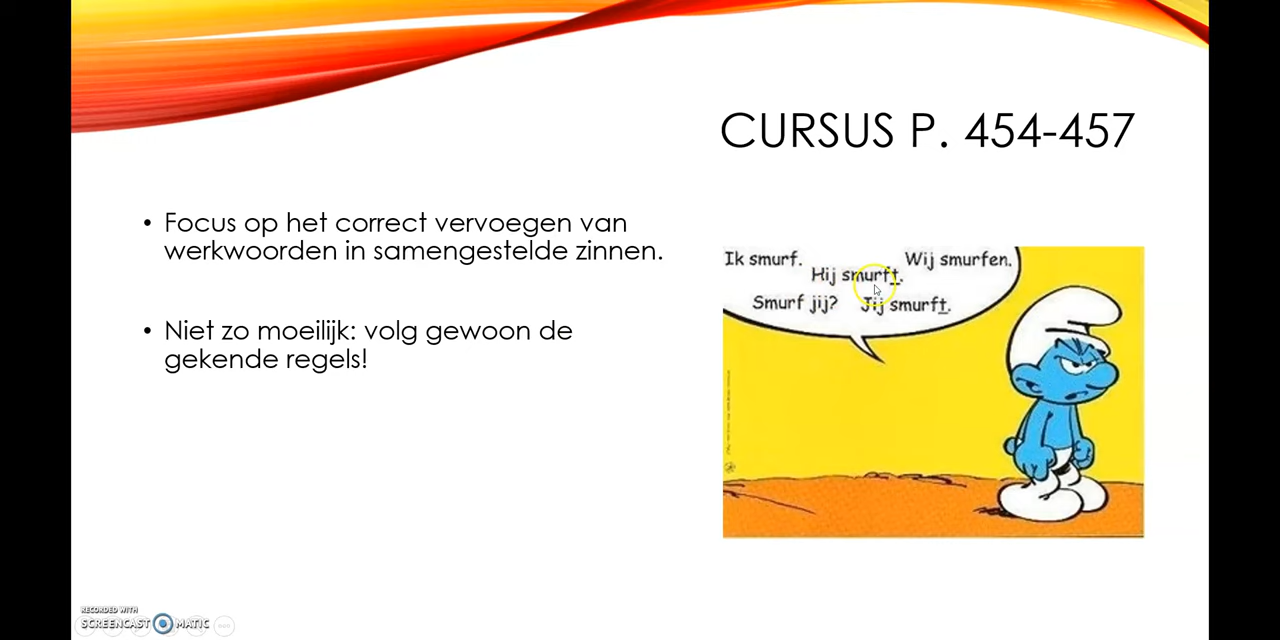 CURSUS P. 454-457
• Focus op het correct vervoegen van
werkwoorden in samengestelde zinnen.
• Niet zo moeilijk: volg gewoon de
gekende regels!
Ik smurf.
Wij smurfen.
Hij smurft.
Smurf jij?
Jij smurft.
RECORDED WITH
SCREENCAST MATIC